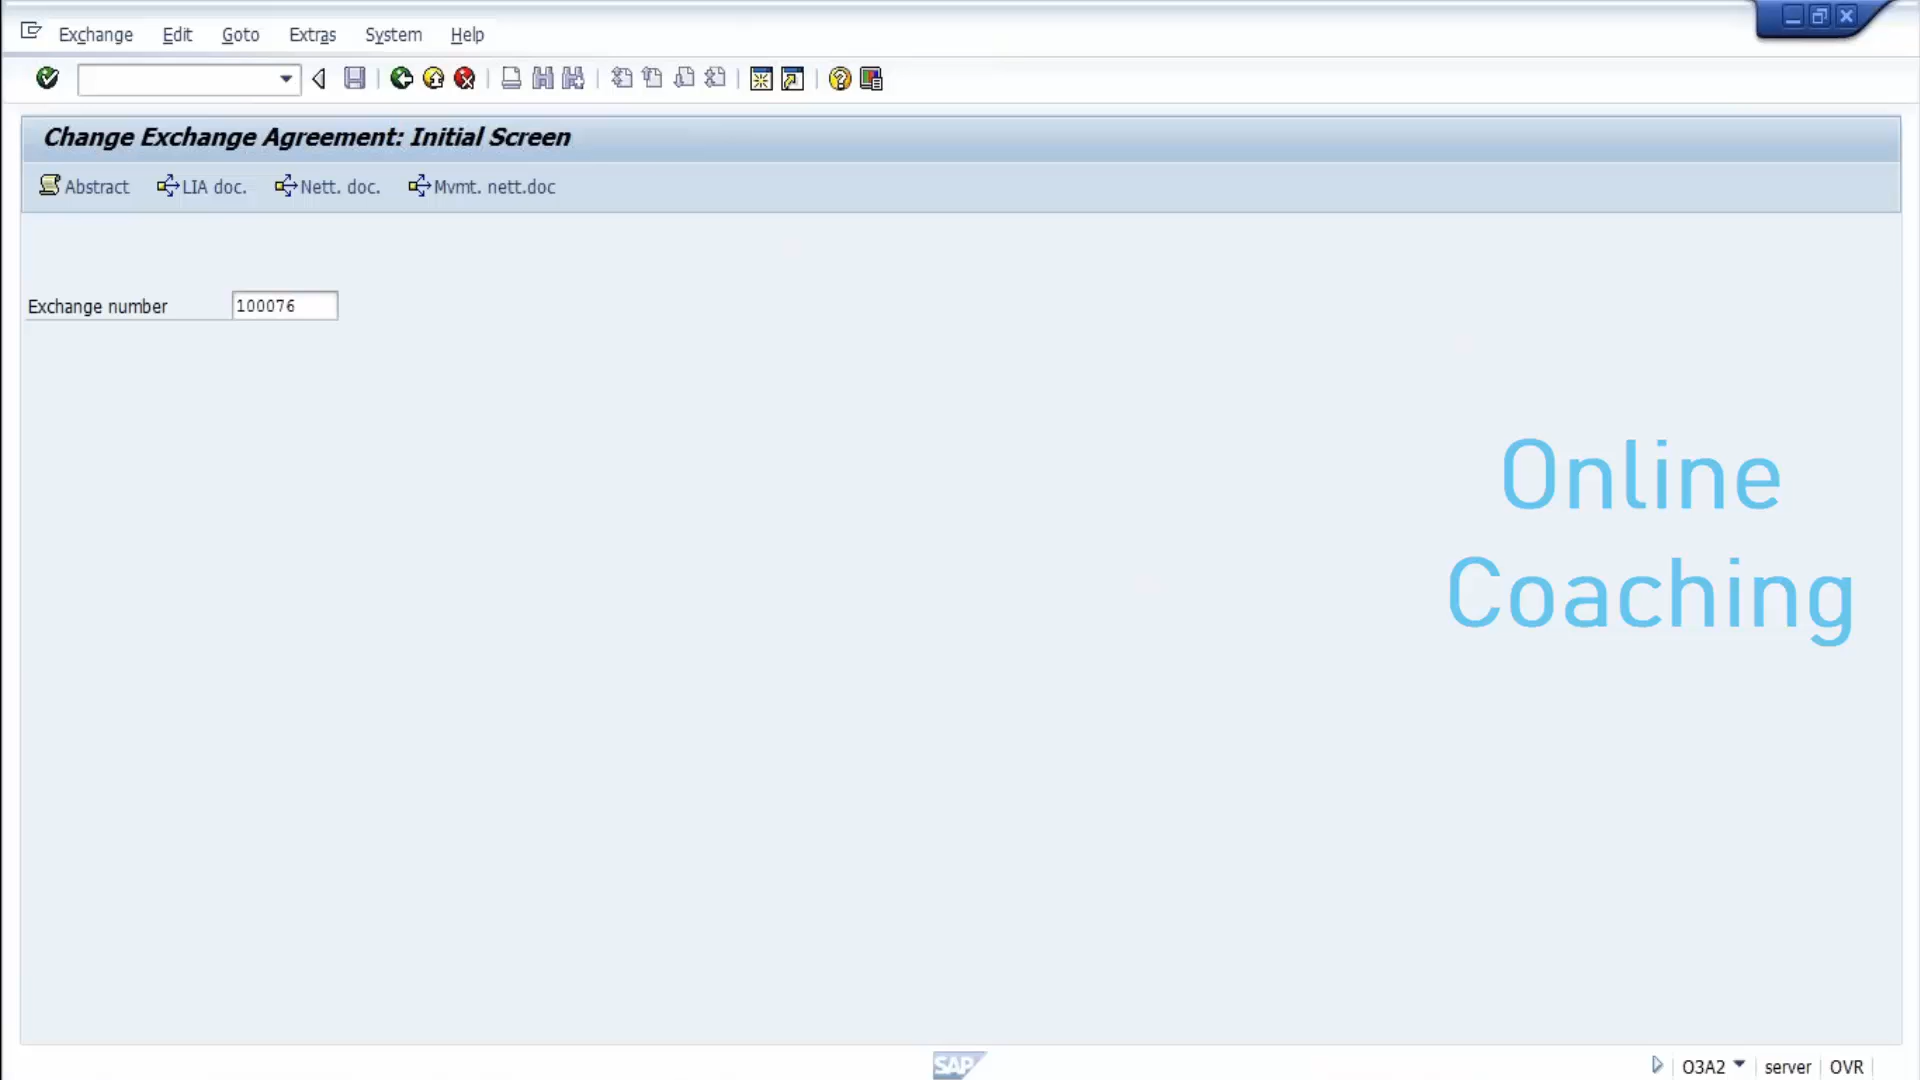 Exchange Edit Goto Extras System Help
Change Exchange Agreement: Initial Screen
Abstract LIA doc. Nett. doc. Mvmt. nett.doc
Exchange number 100076
Online
Coaching
SAP
O3A2 server OVR